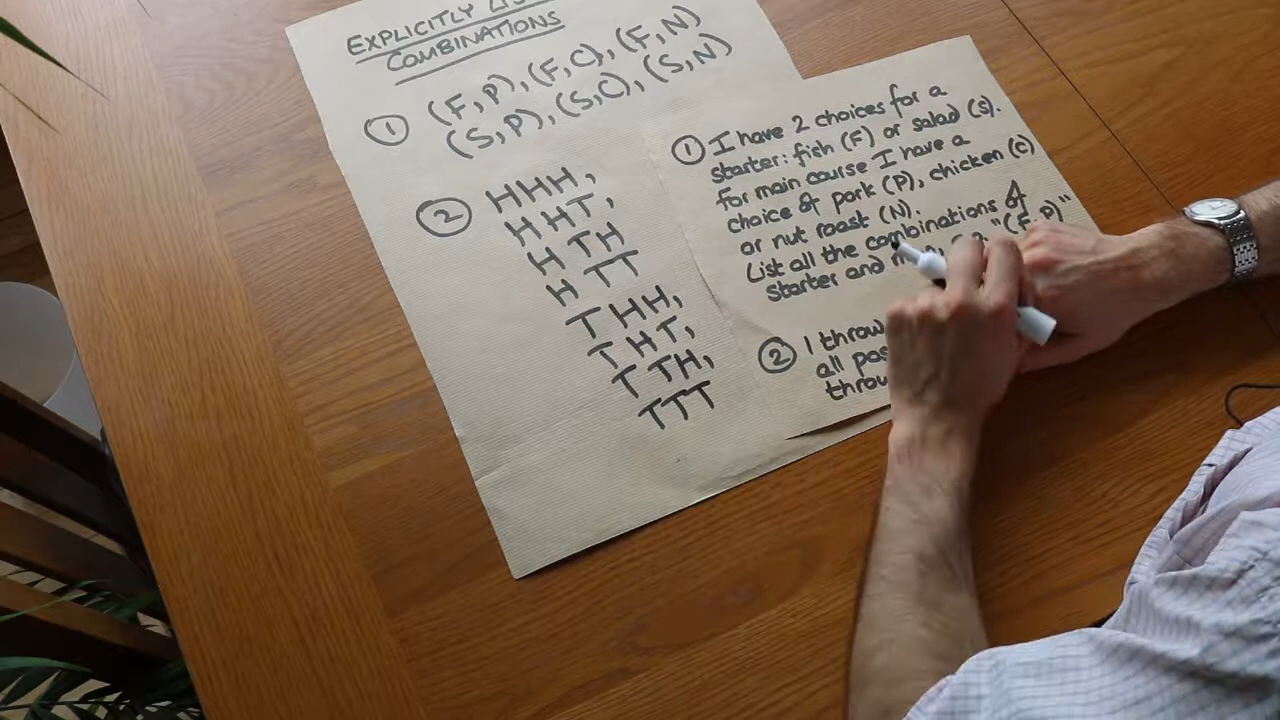 EXPLICITLY
COMBINATIONS
① (F,P),(F,C),(F,N)
(S,P),(S,C),(S,N)
② HHH,
HHT,
HTH
HTT
THH,
THT,
TTH,
TTT
① I have 2 choices for a
starter: fish (F) or salad (S).
For main course I have a
choice of pork (P), chicken (C)
or nut roast (N).
List all the combinations of
starter and "(F,P)"
② I throw
all